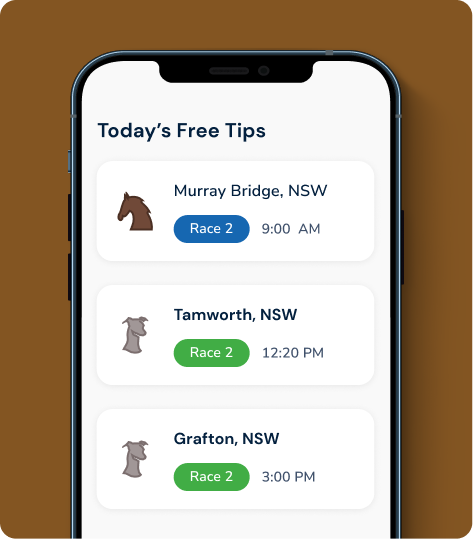 Today's Free Tips
Murray Bridge, NSW
Race 2 9:00 AM
Tamworth, NSW
Race 2 12:20 PM
Grafton, NSW
Race 2 3:00 PM